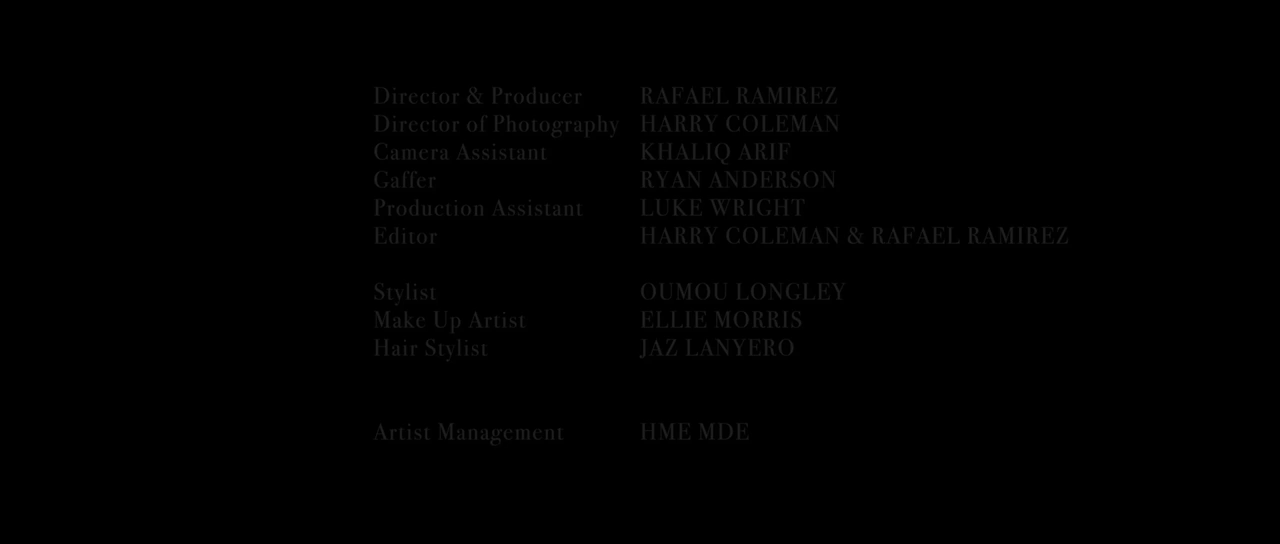 Director & Producer RAFAEL RAMIREZ
Director of Photography HARRY COLEMAN
Camera Assistant KHALIQ ARIF
Gaffer RYAN ANDERSON
Production Assistant LUKE WRIGHT
Editor HARRY COLEMAN & RAFAEL RAMIREZ
Stylist OUMOU LONGLEY
Make Up Artist ELLIE MORRIS
Hair Stylist JAZ LANYERO
Artist Management HME MDE